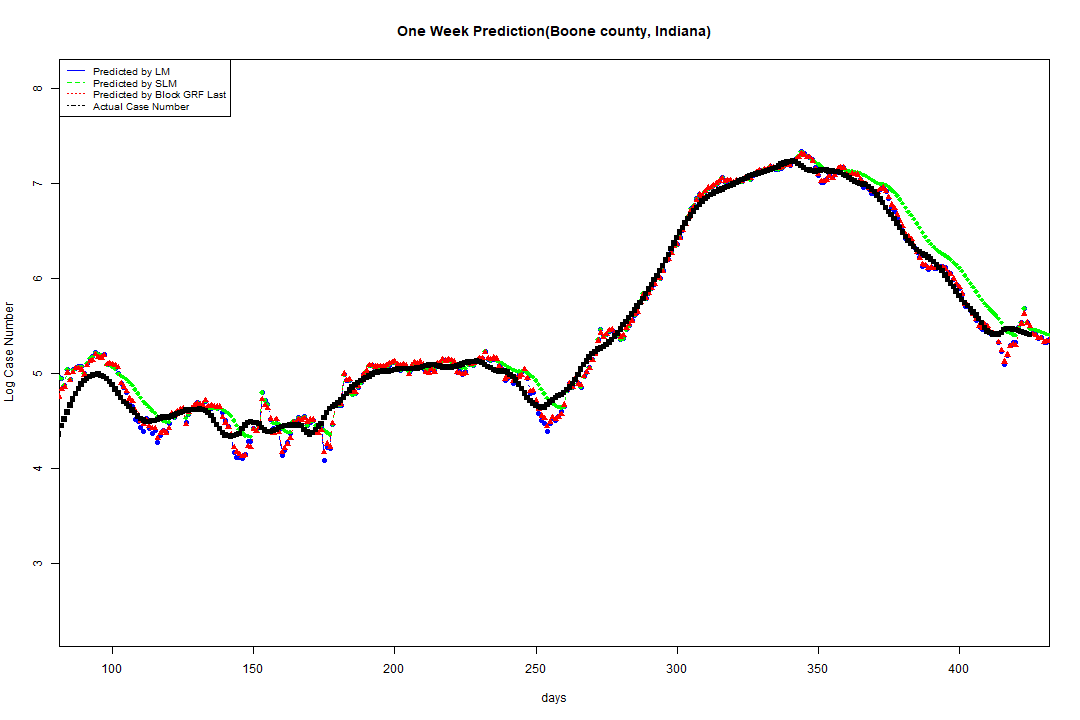 One Week Prediction(Boone county, Indiana)
Predicted by LM
Predicted by SLM
Predicted by Block GRF Last
Actual Case Number
8
7
6
5
4
3
Log Case Number
100 150 200 250 300 350 400
days